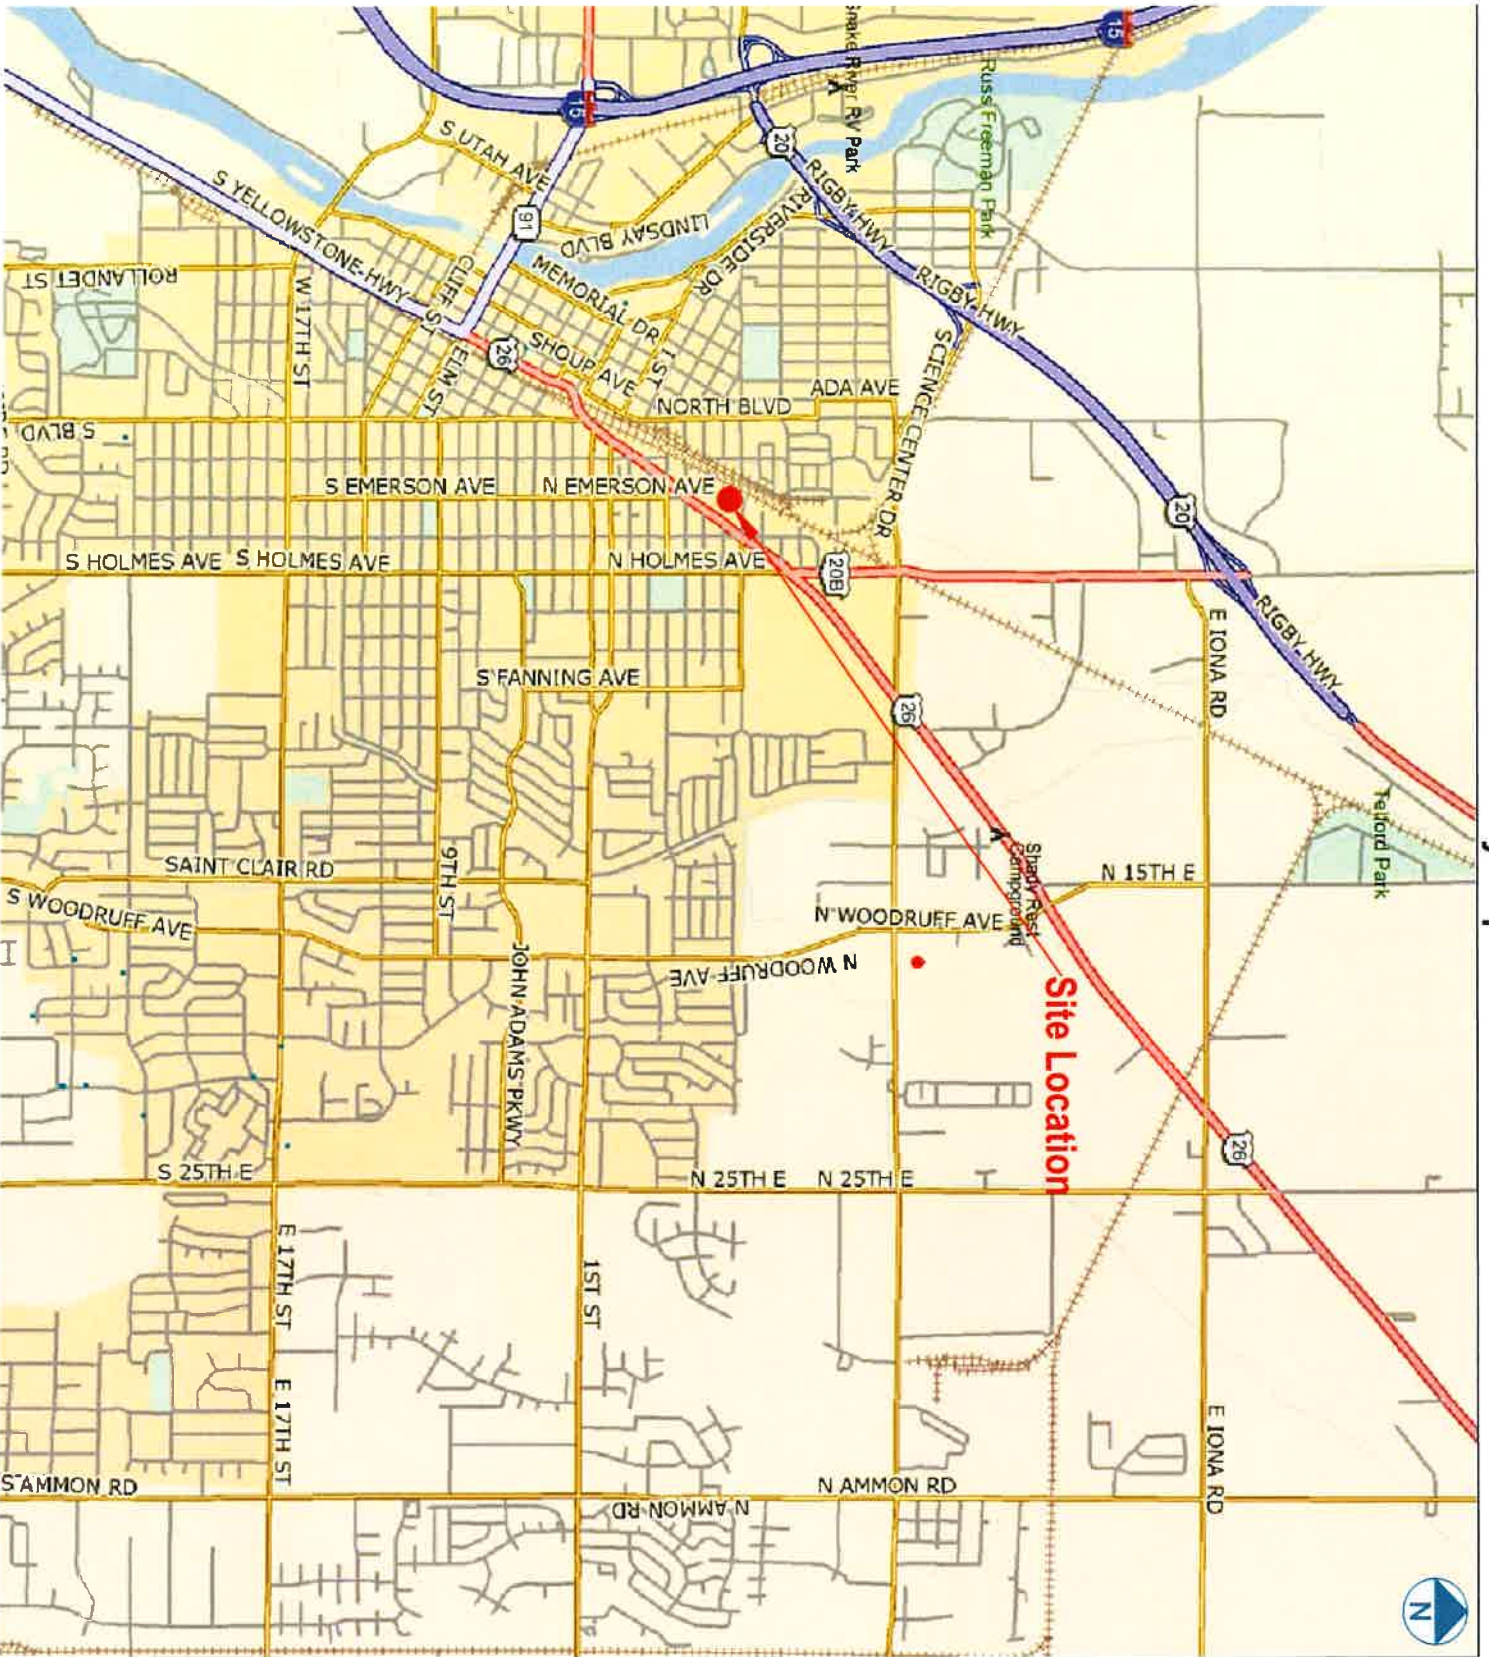 15
Snake River RV Park
Russ Freeman Park
15
S UTAH AVE
20
RIGBY HWY
91
LINDSAY BLVD
RIVERSIDE DR
S YELLOWSTONE HWY
ROLLANDET ST
CLIFF ST
MEMORIAL DR
RIGBY HWY
W 17TH ST
26
SHOUP AVE
1 ST
ELM ST
SCIENCE CENTER DR
ADA AVE
NORTH BLVD
S BLVD
S EMERSON AVE
N EMERSON AVE
20
S HOLMES AVE
S HOLMES AVE
N HOLMES AVE
20B
RIGBY HWY
E IONA RD
S FANNING AVE
26
Telford Park
Shady Rest
Campground
SAINT CLAIR RD
9TH ST
N 15TH E
S WOODRUFF AVE
N WOODRUFF AVE
N WOODRUFF AVE
JOHN ADAMS PKWY
Site Location
26
S 25TH E
N 25TH E
N 25TH E
E 17TH ST
1ST ST
E 17TH ST
E IONA RD
S AMMON RD
N AMMON RD
N AMMON RD
N